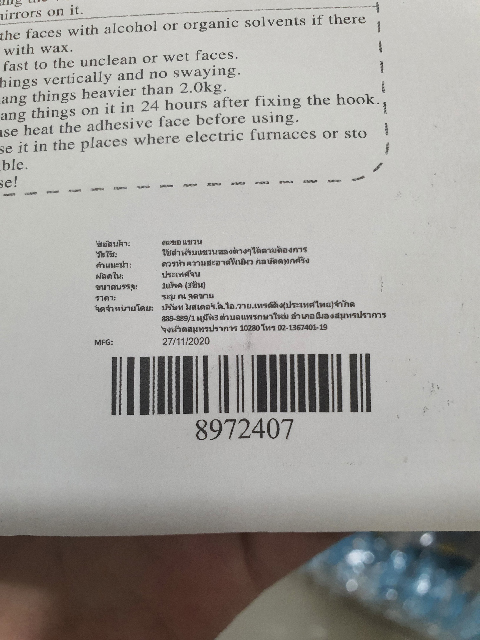 mirrors on it.
the faces with alcohol or organic solvents if there
with wax.
fast to the unclean or wet faces.
things vertically and no swaying.
ang things heavier than 2.0kg.
ang things on it in 24 hours after fixing the hook.
use heat the adhesive face before using.
se it in the places where electric furnaces or sto
ble.
se!
ชื่อสินค้า: ตะขอแขวน
วิธีใช้: ใช้สำหรับแขวนของต่างๆได้ตามต้องการ
คำแนะนำ: ควรทำความสะอาดพื้นผิว ก่อนติดทุกครั้ง
ผลิตใน: ประเทศจีน
ขนาดบรรจุ: 1แพ็ค (3ชิ้น)
ราคา: ระบุ ณ จุดขาย
จัดจำหน่ายโดย: บริษัท มิสเตอร์.ดี.ไอ.วาย.เทรดดิ้ง(ประเทศไทย)จำกัด
888-889/1 หมู่ที่3 ตำบลแพรกษาใหม่ อำเภอเมืองสมุทรปราการ
จังหวัดสมุทรปราการ 10280 โทร 02-1367401-19
MFG: 27/11/2020
8972407